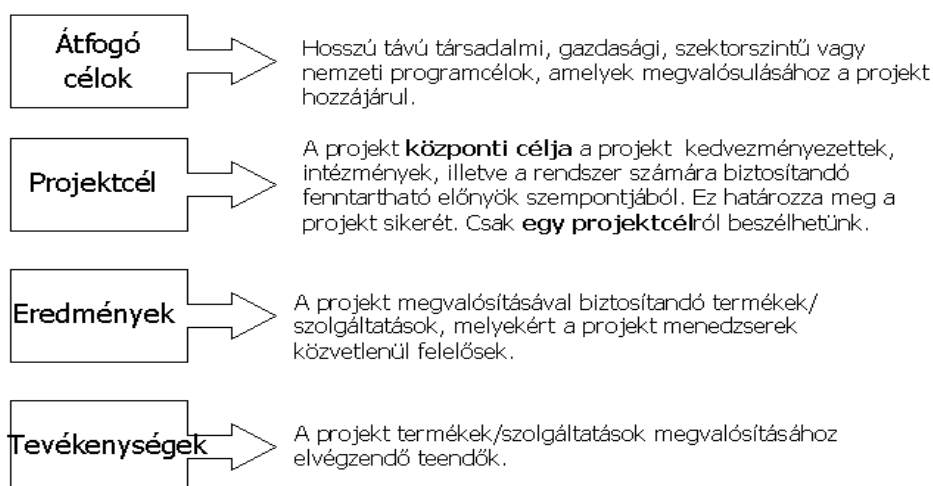 Átfogó
célok
Hosszú távú társadalmi, gazdasági, szektorszintű vagy
nemzeti programcélok, amelyek megvalósulásához a projekt
hozzájárul.
Projektcél
A projekt központi célja a projekt kedvezményezettek,
intézmények, illetve a rendszer számára biztosítandó
fenntartható előnyök szempontjából. Ez határozza meg a
projekt sikerét. Csak egy projektcélról beszélhetünk.
Eredmények
A projekt megvalósításával biztosítandó termékek/
szolgáltatások, melyekért a projekt menedzserek
közvetlenül felelősek.
Tevékenységek
A projekt termékek/szolgáltatások megvalósításához
elvégzendő teendők.